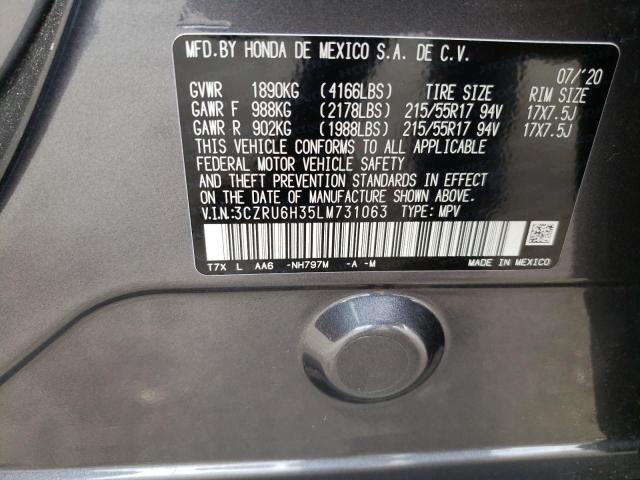 MFD.BY HONDA DE MEXICO S.A. DE C.V.
07/'20
GVWR 1890KG (4166LBS) TIRE SIZE RIM SIZE
GAWR F 988KG (2178LBS) 215/55R17 94V 17X7.5J
GAWR R 902KG (1988LBS) 215/55R17 94V 17X7.5J
THIS VEHICLE CONFORMS TO ALL APPLICABLE
FEDERAL MOTOR VEHICLE SAFETY
AND THEFT PREVENTION STANDARDS IN EFFECT
ON THE DATE OF MANUFACTURE SHOWN ABOVE.
V.I.N:3CZRU6H35LM731063 TYPE: MPV
T7X L AA6 -NH797M -A -M MADE IN MEXICO